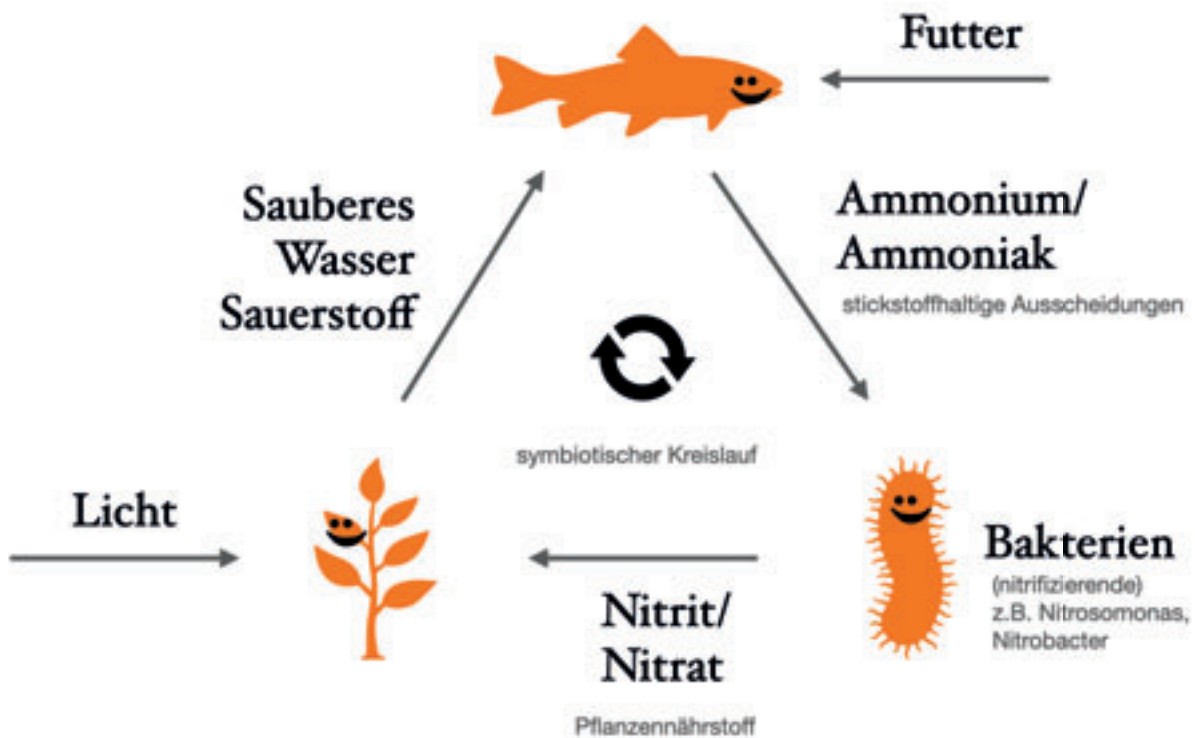 Futter
Sauberes
Wasser
Sauerstoff
Ammonium/
Ammoniak
stickstoffhaltige Ausscheidungen
symbiotischer Kreislauf
Licht
Bakterien
(nitrifizierende)
z.B. Nitrosomonas,
Nitrobacter
Nitrit/
Nitrat
Pflanzennährstoff